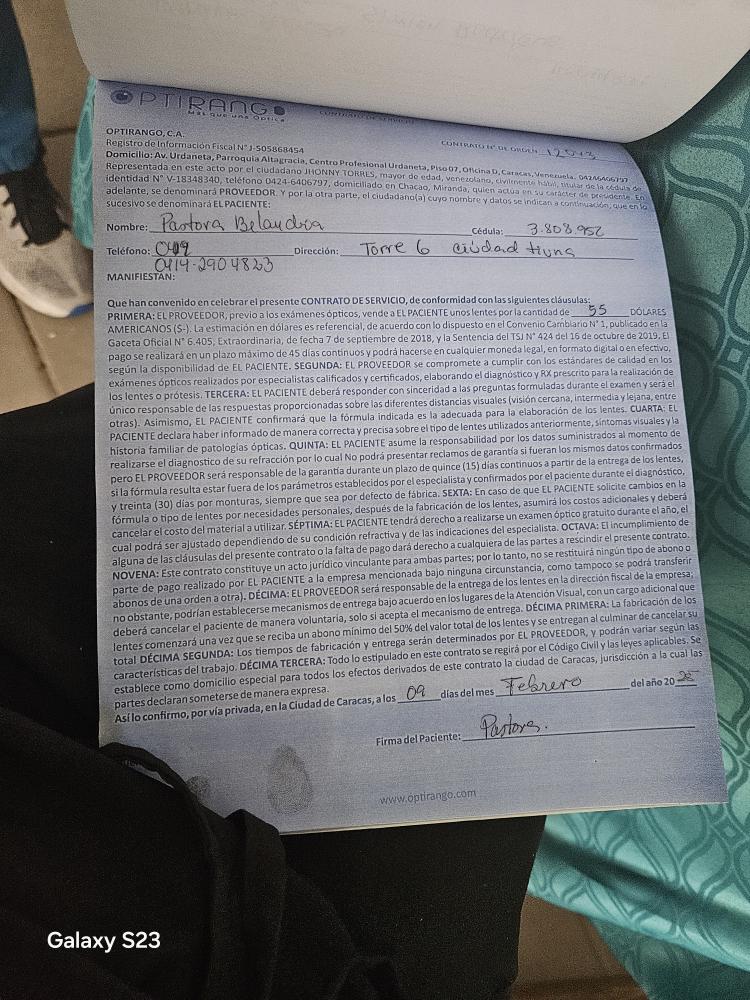 OPTIRANGO
Más que una Óptica
CONTRATO DE SERVICIO
CONTRATO N° DE ORDEN
OPTIRANGO, C.A.
Registro de Información Fiscal N° J-505868454
Domicilio: Av. Urdaneta, Parroquia Altagracia, Centro Profesional Urdaneta, Piso 07, Oficina D, Caracas, Venezuela. 04246406797
Representada en este acto por el ciudadano JHONNY TORRES, mayor de edad, venezolano, civilmente hábil, titular de la cédula de
identidad N° V-18348340, teléfono 0424-6406797, domiciliado en Chacao, Miranda, quien actúa en su carácter de presidente. En
adelante, se denominará PROVEEDOR. Y por la otra parte, el ciudadano(a) cuyo nombre y datos se indican a continuación, que en lo
sucesivo se denominará EL PACIENTE:
Nombre: Pastora Belandria Cédula: 3.808.952
Teléfono: Dirección: Torre 6 ciudad
0414-2904823
MANIFIESTAN:
Que han convenido en celebrar el presente CONTRATO DE SERVICIO, de conformidad con las siguientes cláusulas:
PRIMERA: EL PROVEEDOR, previo a los exámenes ópticos, vende a EL PACIENTE unos lentes por la cantidad de 55 DÓLARES
AMERICANOS ($-). La estimación en dólares es referencial, de acuerdo con lo dispuesto en el Convenio Cambiario N° 1, publicado en la
Gaceta Oficial N° 6.405, Extraordinaria, de fecha 7 de septiembre de 2018, y la Sentencia del TSJ N° 424 del 16 de octubre de 2019. El
pago se realizará en un plazo máximo de 45 días continuos y podrá hacerse en cualquier moneda legal, en formato digital o en efectivo,
según la disponibilidad de EL PACIENTE. SEGUNDA: EL PROVEEDOR se compromete a cumplir con los estándares de calidad en los
exámenes ópticos realizados por especialistas calificados y certificados, elaborando el diagnóstico y RX prescrito para la realización de
los lentes o prótesis. TERCERA: EL PACIENTE deberá responder con sinceridad a las preguntas formuladas durante el examen y será el
único responsable de las respuestas proporcionadas sobre las diferentes distancias visuales (visión cercana, intermedia y lejana, entre
otras). Asimismo, EL PACIENTE confirmará que la fórmula indicada es la adecuada para la elaboración de los lentes. CUARTA: EL
PACIENTE declara haber informado de manera correcta y precisa sobre el tipo de lentes utilizados anteriormente, síntomas visuales y la
historia familiar de patologías ópticas. QUINTA: EL PACIENTE asume la responsabilidad por los datos suministrados al momento de
realizarse el diagnostico de su refracción por lo cual No podrá presentar reclamos de garantía si fueran los mismos datos confirmados
pero EL PROVEEDOR será responsable de la garantía durante un plazo de quince (15) días continuos a partir de la entrega de los lentes,
si la fórmula resulta estar fuera de los parámetros establecidos por el especialista y confirmados por el paciente durante el diagnóstico,
y treinta (30) días por monturas, siempre que sea por defecto de fábrica. SEXTA: En caso de que EL PACIENTE solicite cambios en la
fórmula o tipo de lentes por necesidades personales, después de la fabricación de los lentes, asumirá los costos adicionales y deberá
cancelar el costo del material a utilizar. SÉPTIMA: EL PACIENTE tendrá derecho a realizarse un examen óptico gratuito durante el año, el
cual podrá ser ajustado dependiendo de su condición refractiva y de las indicaciones del especialista. OCTAVA: El incumplimiento de
alguna de las cláusulas del presente contrato o la falta de pago dará derecho a cualquiera de las partes a rescindir el presente contrato.
NOVENA: Este contrato constituye un acto jurídico vinculante para ambas partes; por lo tanto, no se restituirá ningún tipo de abono o
parte de pago realizado por EL PACIENTE a la empresa mencionada bajo ninguna circunstancia, como tampoco se podrá transferir
abonos de una orden a otra). DÉCIMA: EL PROVEEDOR será responsable de la entrega de los lentes en la dirección fiscal de la empresa;
no obstante, podrían establecerse mecanismos de entrega bajo acuerdo en los lugares de la Atención Visual, con un cargo adicional que
deberá cancelar el paciente de manera voluntaria, solo si acepta el mecanismo de entrega. DÉCIMA PRIMERA: La fabricación de los
lentes comenzará una vez que se reciba un abono mínimo del 50% del valor total de los lentes y se entregan al culminar de cancelar su
total DÉCIMA SEGUNDA: Los tiempos de fabricación y entrega serán determinados por EL PROVEEDOR, y podrán variar según las
características del trabajo. DÉCIMA TERCERA: Todo lo estipulado en este contrato se regirá por el Código Civil y las leyes aplicables. Se
establece como domicilio especial para todos los efectos derivados de este contrato la ciudad de Caracas, jurisdicción a la cual las
partes declaran someterse de manera expresa.
Así lo confirmo, por vía privada, en la Ciudad de Caracas, a los 09 días del mes Febrero del año 20
Firma del Paciente: Pastora.
www.optirango.com
Galaxy S23